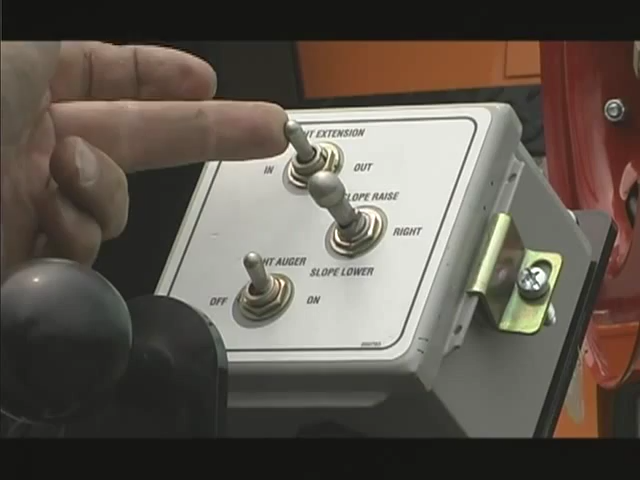 EXTENSION
IN OUT
SLOPE RAISE
RIGHT
AUGER
SLOPE LOWER
OFF ON